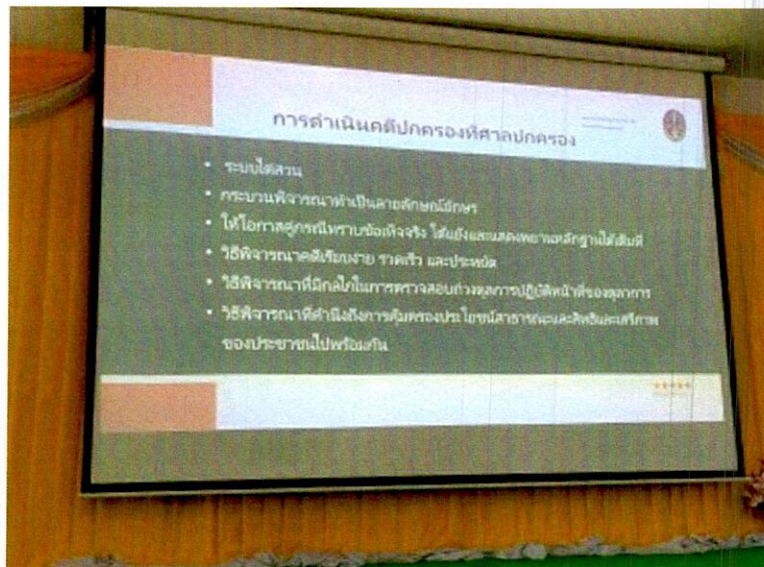 การดำเนินคดีปกครองที่ศาลปกครอง
• ระบบไต่สวน
• กระบวนพิจารณาทำเป็นลายลักษณ์อักษร
• ให้โอกาสคู่กรณีทราบข้อเท็จจริง โต้แย้งและแสดงพยานหลักฐานได้เต็มที่
• วิธีพิจารณาคดีเรียบง่าย รวดเร็ว และประหยัด
• วิธีพิจารณาที่มีกลไกในการตรวจสอบถ่วงดุลการปฏิบัติหน้าที่ของตุลาการ
• วิธีพิจารณาที่คำนึงถึงการคุ้มครองประโยชน์สาธารณะและสิทธิและเสรีภาพ
ของประชาชนไปพร้อมกัน